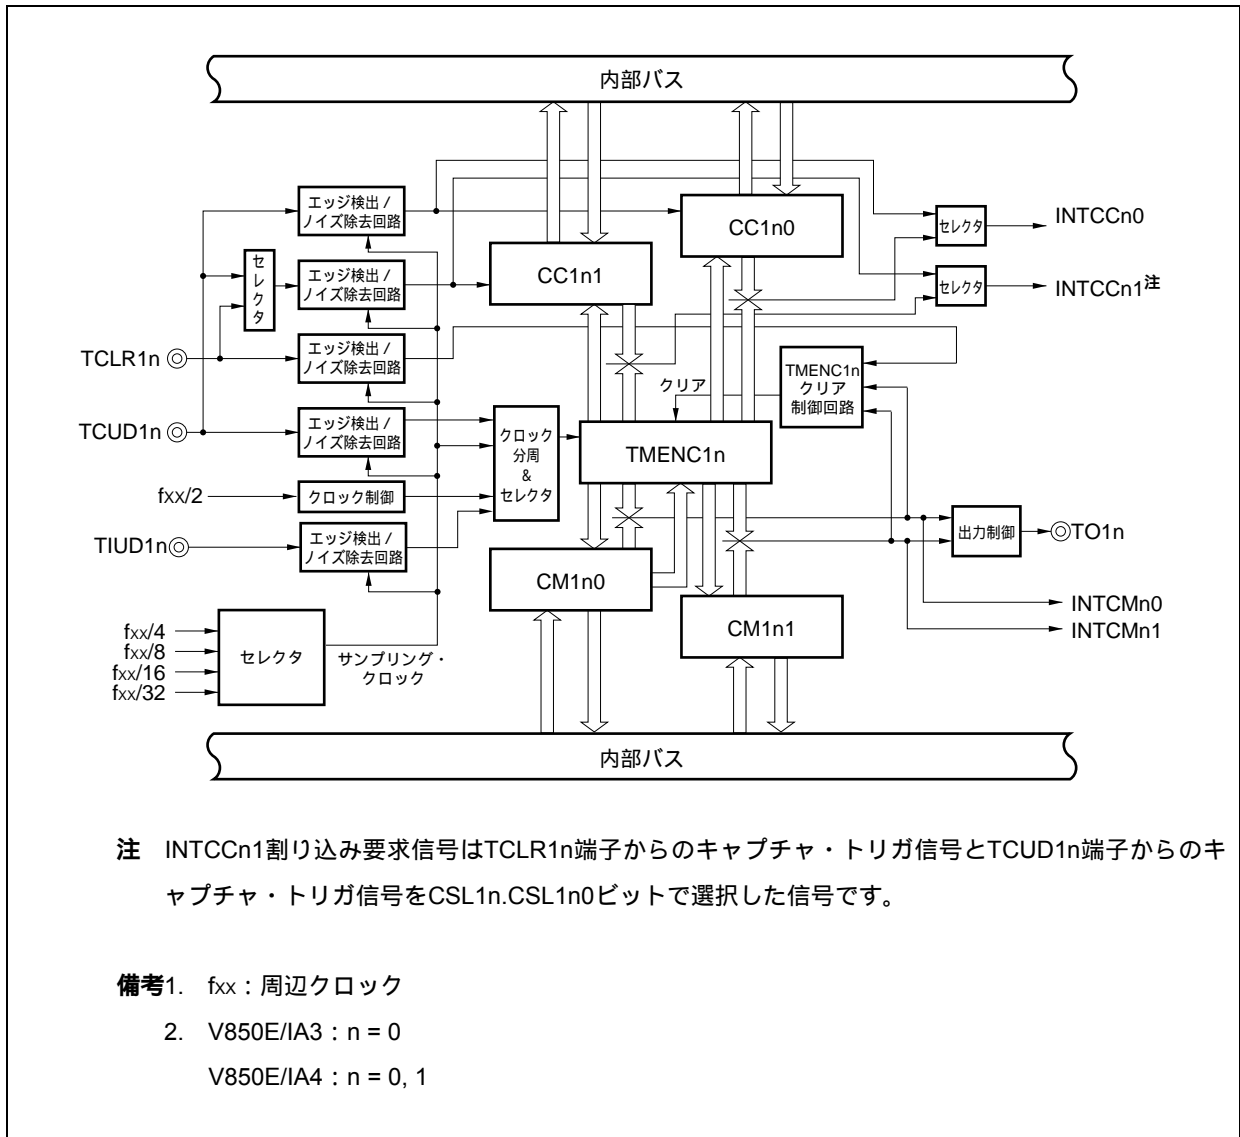 内部バス
エッジ検出 /
ノイズ除去回路
CC1n0
セレクタ
INTCCn0
セレクタ
エッジ検出 /
ノイズ除去回路
CC1n1
セレクタ
INTCCn1注
TCLR1n
エッジ検出 /
ノイズ除去回路
TMENC1n
クリア
制御回路
クリア
TCUD1n
エッジ検出 /
ノイズ除去回路
クロック
分周
&
セレクタ
TMENC1n
fxx/2
クロック制御
TIUD1n
エッジ検出 /
ノイズ除去回路
出力制御
TO1n
CM1n0
CM1n1
INTCMn0
INTCMn1
fxx/4
fxx/8
fxx/16
fxx/32
セレクタ
サンプリング・
クロック
内部バス
注 INTCCn1割り込み要求信号はTCLR1n端子からのキャプチャ・トリガ信号とTCUD1n端子からのキ
ャプチャ・トリガ信号をCSL1n.CSL1n0ビットで選択した信号です。
備考1. fxx：周辺クロック
2. V850E/IA3：n = 0
V850E/IA4：n = 0, 1